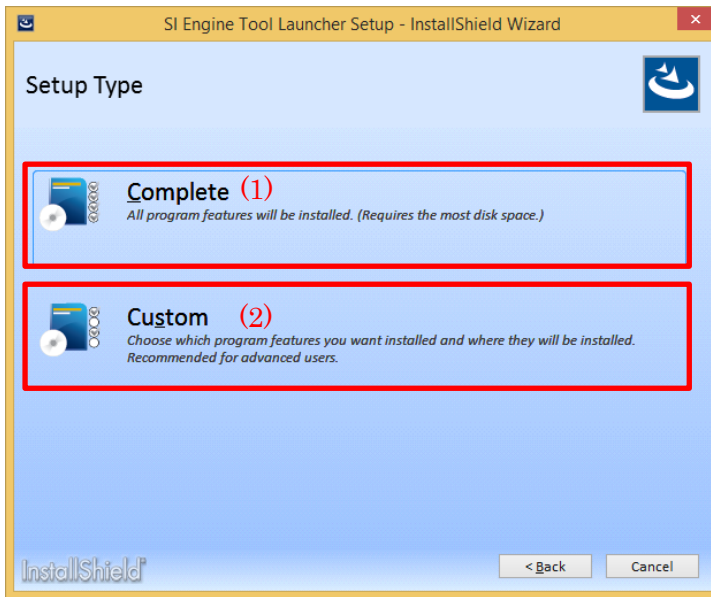 SI Engine Tool Launcher Setup - InstallShield Wizard
Setup Type
Complete (1)
All program features will be installed. (Requires the most disk space.)
Custom (2)
Choose which program features you want installed and where they will be installed.
Recommended for advanced users.
InstallShield
< Back Cancel